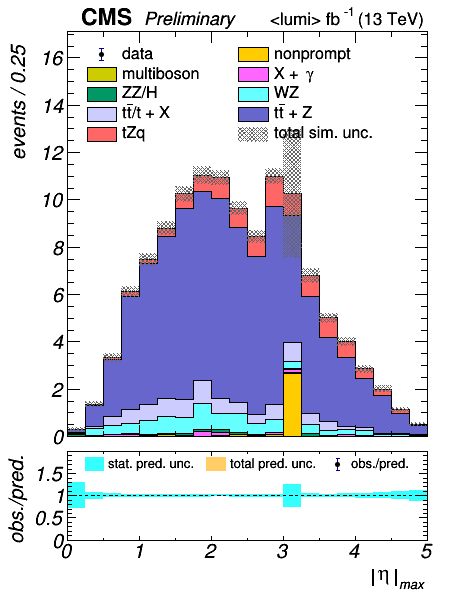 CMS Preliminary <lumi> fb⁻¹ (13 TeV)
data nonprompt
multiboson X + γ
ZZ/H WZ
tt̄/t + X tt̄ + Z
tZq total sim. unc.
events / 0.25
16
14
12
10
8
6
4
2
0
stat. pred. unc. total pred. unc. obs./pred.
obs./pred.
1.5
1
0.5
0
0 1 2 3 4 5
|η|max